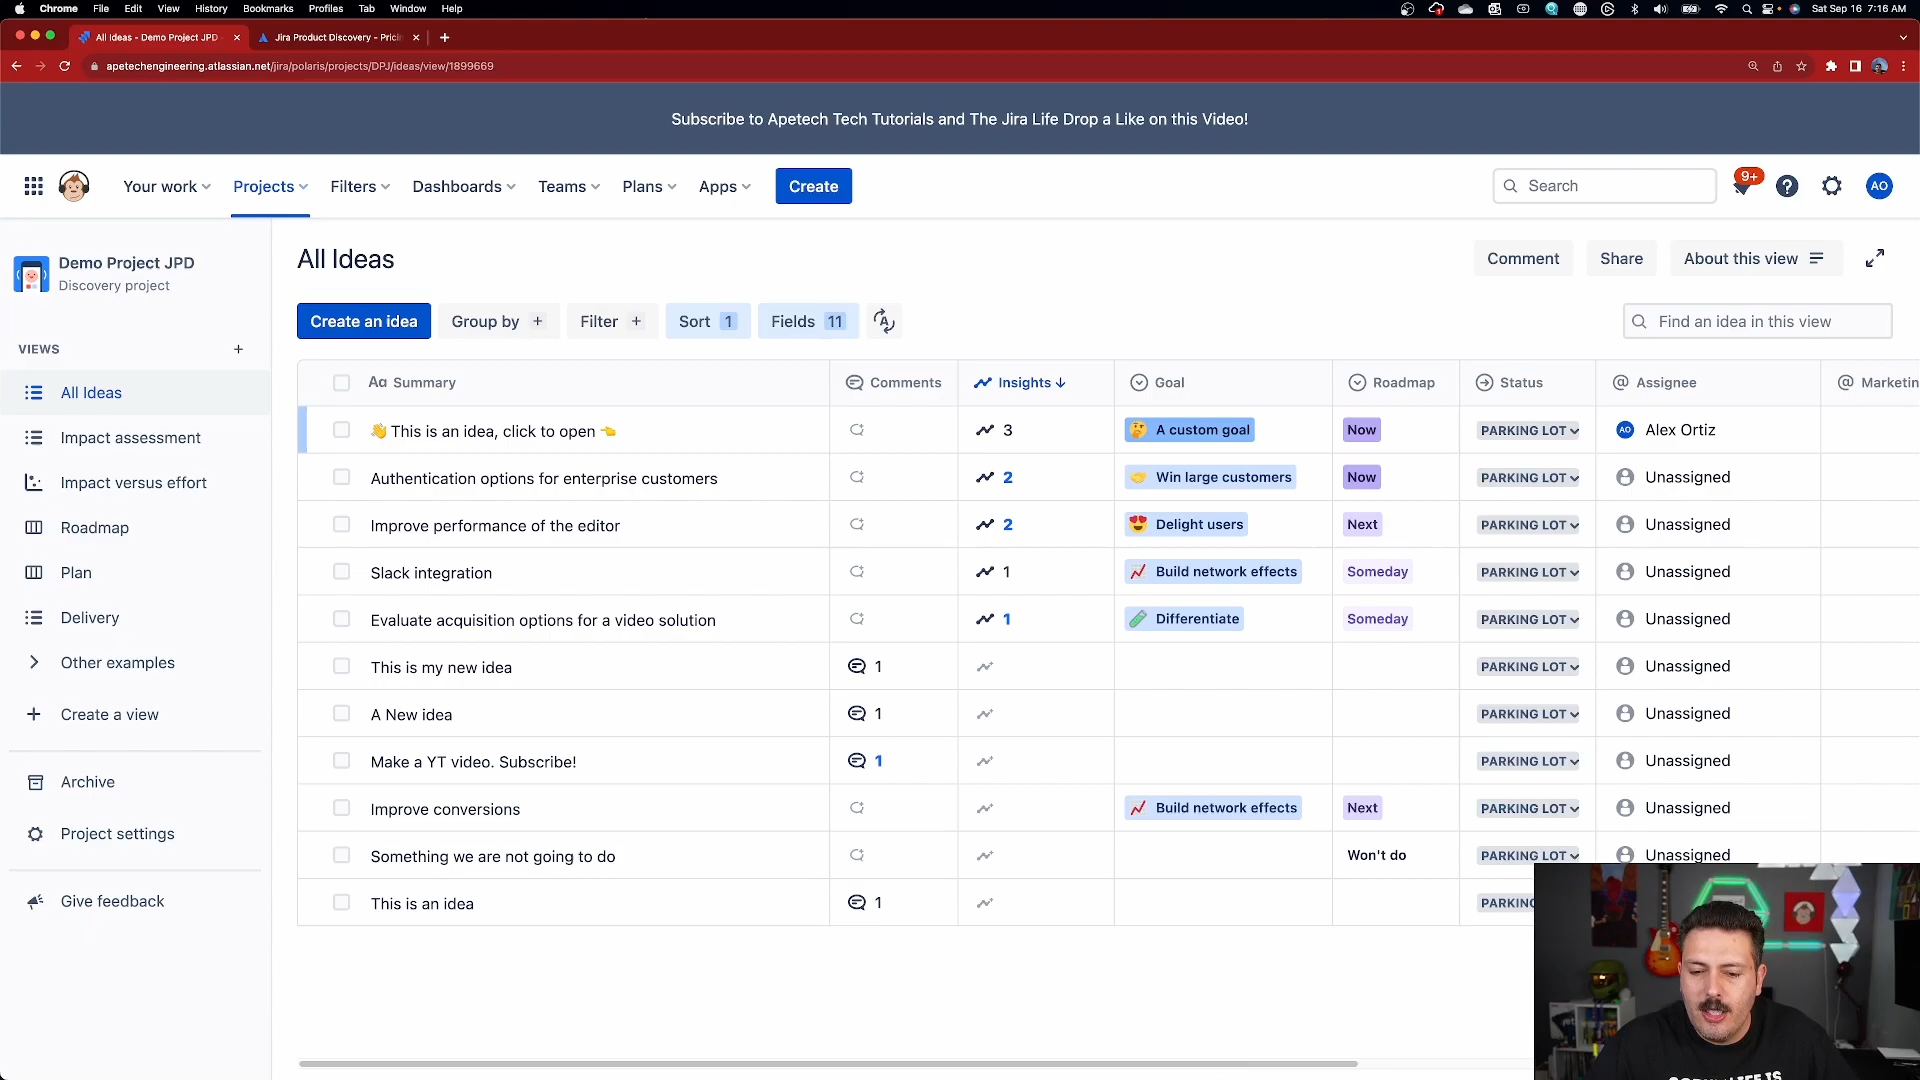 Chrome File Edit View History Bookmarks Profiles Tab Window Help Sat Sep 16 7:16 AM
All Ideas - Demo Project JPD Jira Product Discovery - Pricin
apetechengineering.atlassian.net/jira/polaris/projects/DPJ/ideas/view/1899669
Subscribe to Apetech Tech Tutorials and The Jira Life Drop a Like on this Video!
Your work Projects Filters Dashboards Teams Plans Apps Create Search 9+ AO
Demo Project JPD
Discovery project
VIEWS
All Ideas
Impact assessment
Impact versus effort
Roadmap
Plan
Delivery
Other examples
Create a view
Archive
Project settings
Give feedback
All Ideas Comment Share About this view
Create an idea Group by Filter Sort 1 Fields 11 Find an idea in this view
Aa Summary Comments Insights Goal Roadmap Status Assignee Marketin
👋 This is an idea, click to open 👈 3 🤔 A custom goal Now PARKING LOT AO Alex Ortiz
Authentication options for enterprise customers 2 🤝 Win large customers Now PARKING LOT Unassigned
Improve performance of the editor 2 😍 Delight users Next PARKING LOT Unassigned
Slack integration 1 📈 Build network effects Someday PARKING LOT Unassigned
Evaluate acquisition options for a video solution 1 🧪 Differentiate Someday PARKING LOT Unassigned
This is my new idea 1 PARKING LOT Unassigned
A New idea 1 PARKING LOT Unassigned
Make a YT video. Subscribe! 1 PARKING LOT Unassigned
Improve conversions 📈 Build network effects Next PARKING LOT Unassigned
Something we are not going to do Won't do PARKING LOT Unassigned
This is an idea 1 PARKING